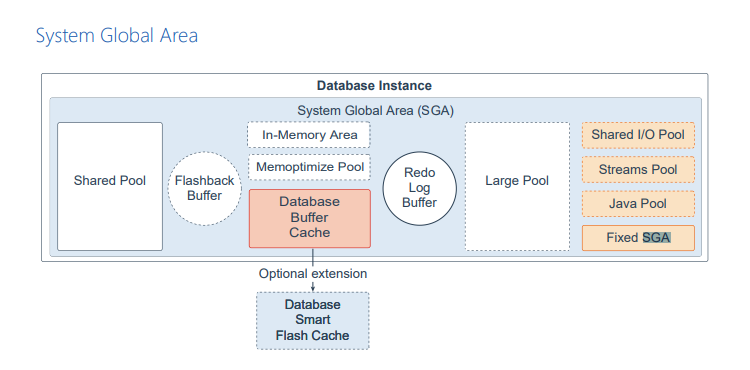 System Global Area
Database Instance
System Global Area (SGA)
Shared Pool
Flashback
Buffer
In-Memory Area
Memoptimize Pool
Database
Buffer
Cache
Redo
Log
Buffer
Large Pool
Shared I/O Pool
Streams Pool
Java Pool
Fixed SGA
Optional extension
Database
Smart
Flash Cache